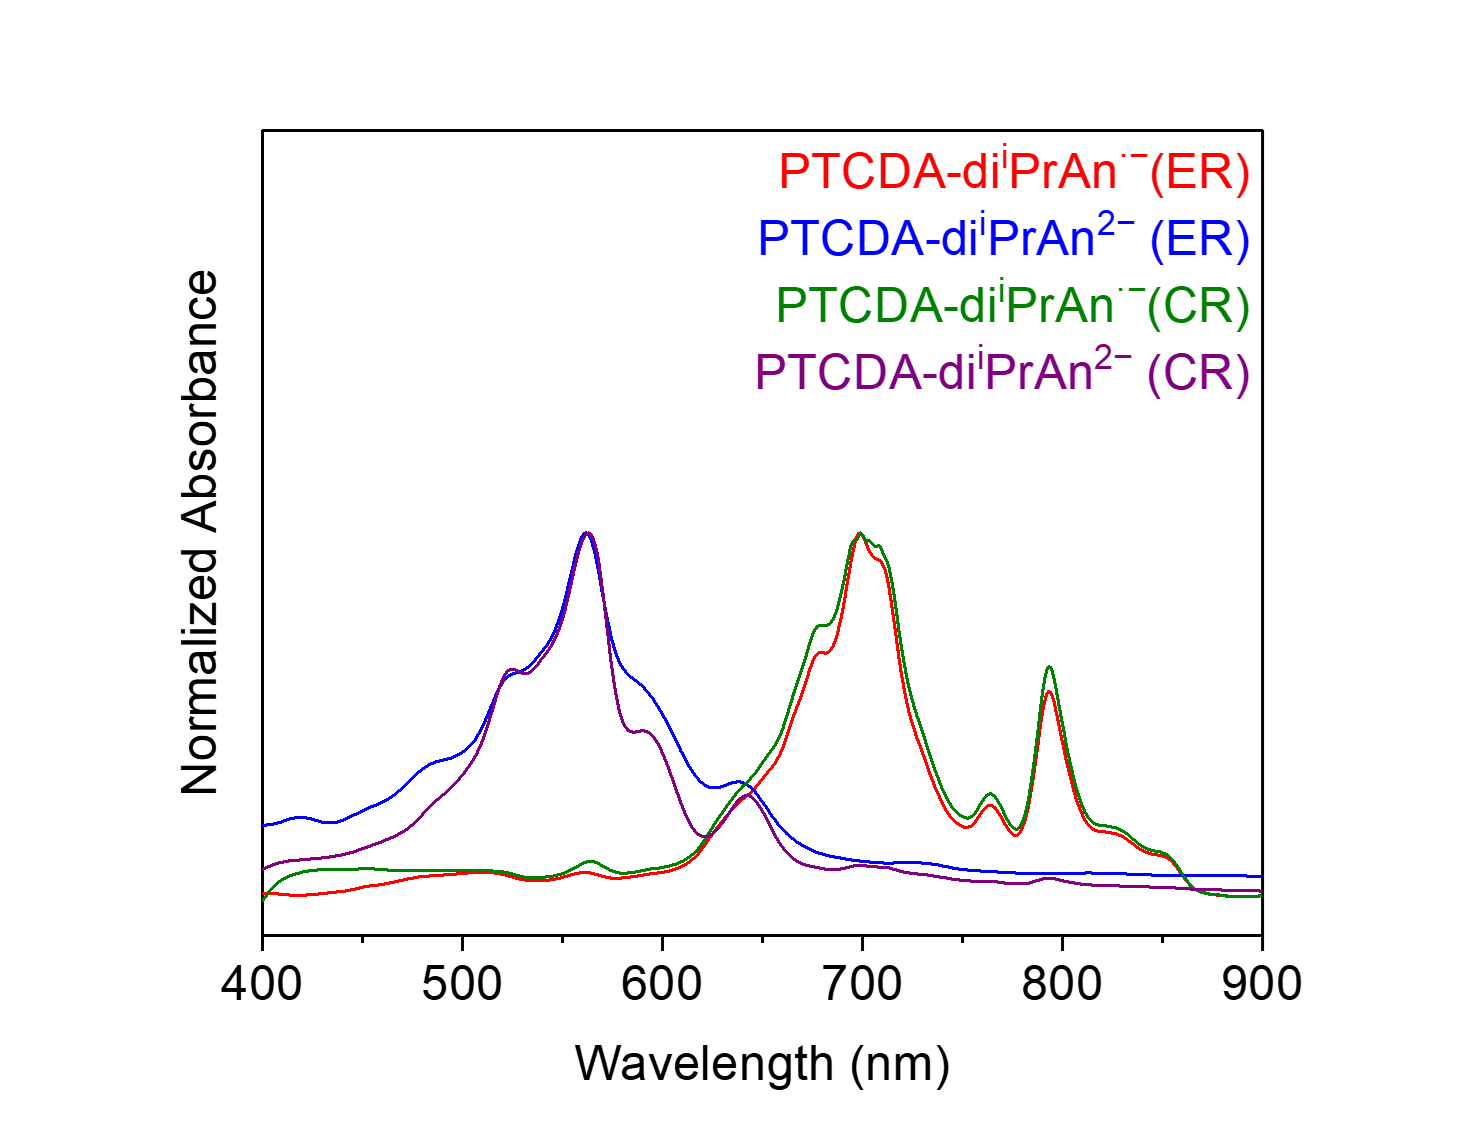 PTCDA-diⁱPrAn˙⁻(ER)
PTCDA-diⁱPrAn²⁻ (ER)
PTCDA-diⁱPrAn˙⁻(CR)
PTCDA-diⁱPrAn²⁻ (CR)
Normalized Absorbance
400 500 600 700 800 900
Wavelength (nm)